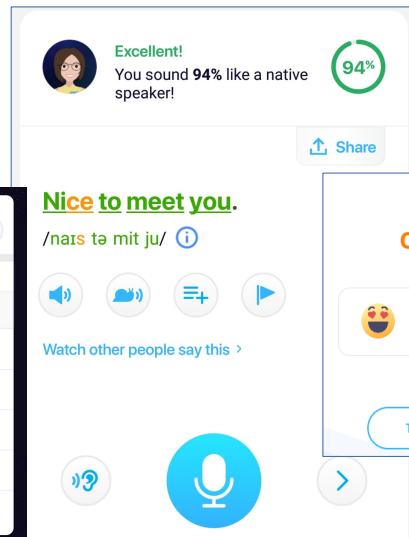 Excellent!
You sound 94% like a native
speaker!
94%
Share
Nice to meet you.
/naɪs tə mit ju/
Watch other people say this >